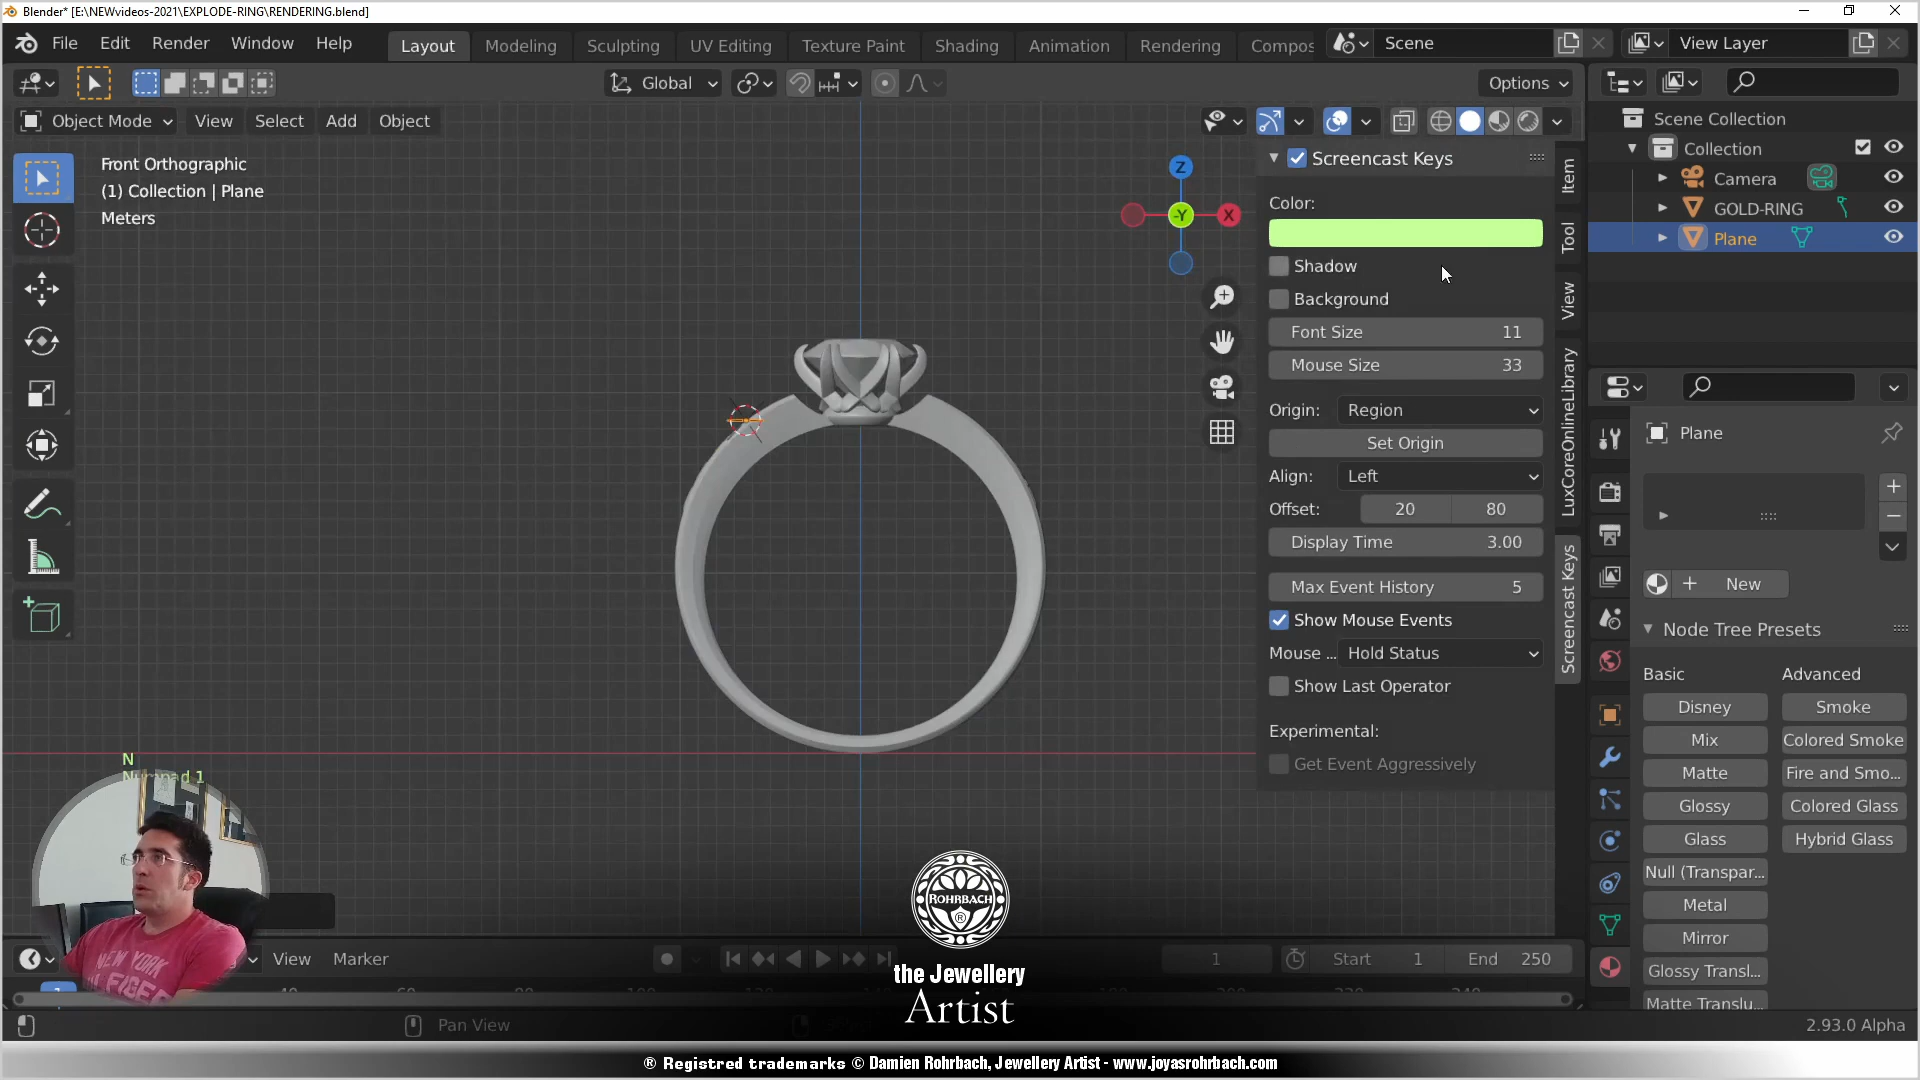 Blender* [E:\NEWvideos-2021\EXPLODE-RING\RENDERING.blend]
File Edit Render Window Help
Layout Modeling Sculpting UV Editing Texture Paint Shading Animation Rendering Compos
Scene
View Layer
Global
Options
Object Mode View Select Add Object
Front Orthographic
(1) Collection | Plane
Meters
Z
-Y
X
Screencast Keys
Color:
Shadow
Background
Font Size 11
Mouse Size 33
Origin: Region
Set Origin
Align: Left
Offset: 20 80
Display Time 3.00
Max Event History 5
Show Mouse Events
Mouse ... Hold Status
Show Last Operator
Experimental:
Get Event Aggressively
Item
Tool
View
LuxCoreOnlineLibrary
Screencast Keys
Scene Collection
Collection
Camera
GOLD-RING
Plane
Plane
New
Node Tree Presets
Basic Advanced
Disney Smoke
Mix Colored Smoke
Matte Fire and Smo...
Glossy Colored Glass
Glass Hybrid Glass
Null (Transpar...
Metal
Mirror
Glossy Transl...
Matte Translu...
N
Numpad 1
NEW YORK
View Marker
1
Start 1
End 250
Pan View
2.93.0 Alpha
ROHRBACH
®
the Jewellery
Artist
® Registred trademarks © Damien Rohrbach, Jewellery Artist - www.joyasrohrbach.com